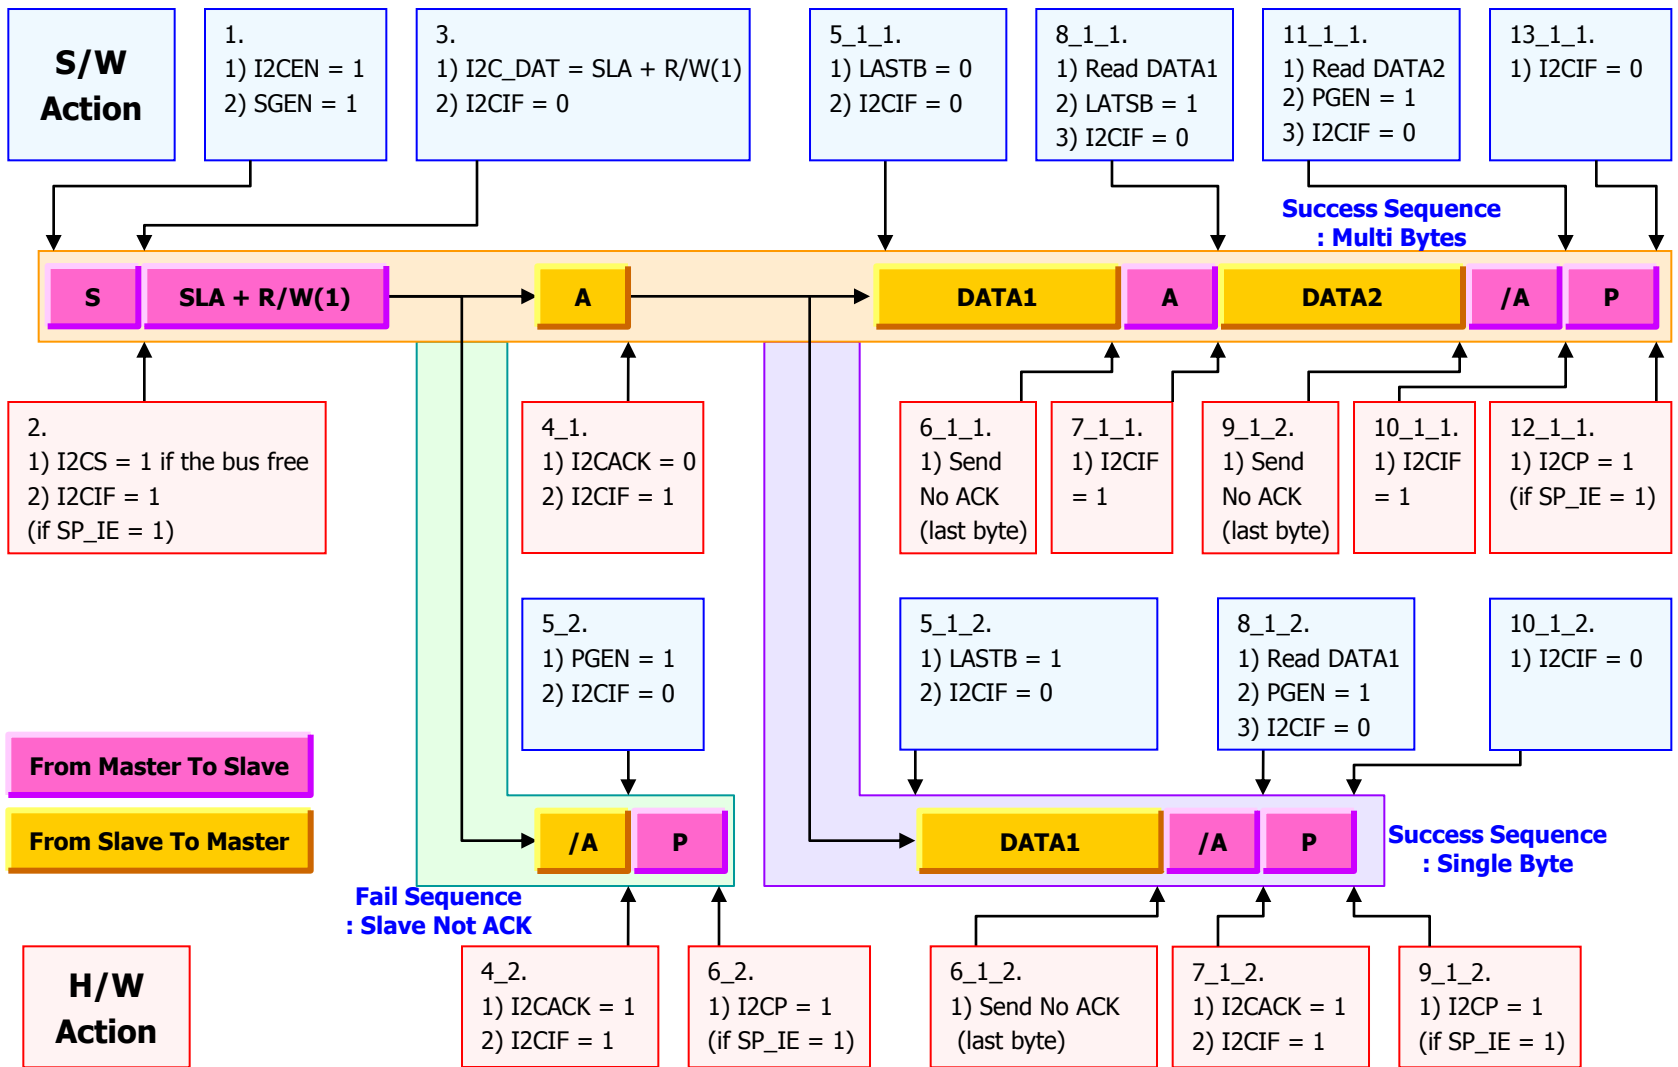 S/W
Action
1.
1) I2CEN = 1
2) SGEN = 1
3.
1) I2C_DAT = SLA + R/W(1)
2) I2CIF = 0
5_1_1.
1) LASTB = 0
2) I2CIF = 0
8_1_1.
1) Read DATA1
2) LATSB = 1
3) I2CIF = 0
11_1_1.
1) Read DATA2
2) PGEN = 1
3) I2CIF = 0
13_1_1.
1) I2CIF = 0
Success Sequence
: Multi Bytes
S
SLA + R/W(1)
A
DATA1
A
DATA2
/A
P
2.
1) I2CS = 1 if the bus free
2) I2CIF = 1
(if SP_IE = 1)
4_1.
1) I2CACK = 0
2) I2CIF = 1
6_1_1.
1) Send
No ACK
(last byte)
7_1_1.
1) I2CIF
= 1
9_1_2.
1) Send
No ACK
(last byte)
10_1_1.
1) I2CIF
= 1
12_1_1.
1) I2CP = 1
(if SP_IE = 1)
5_2.
1) PGEN = 1
2) I2CIF = 0
5_1_2.
1) LASTB = 1
2) I2CIF = 0
8_1_2.
1) Read DATA1
2) PGEN = 1
3) I2CIF = 0
10_1_2.
1) I2CIF = 0
From Master To Slave
From Slave To Master
/A
P
DATA1
/A
P
Success Sequence
: Single Byte
Fail Sequence
: Slave Not ACK
H/W
Action
4_2.
1) I2CACK = 1
2) I2CIF = 1
6_2.
1) I2CP = 1
(if SP_IE = 1)
6_1_2.
1) Send No ACK
(last byte)
7_1_2.
1) I2CACK = 1
2) I2CIF = 1
9_1_2.
1) I2CP = 1
(if SP_IE = 1)